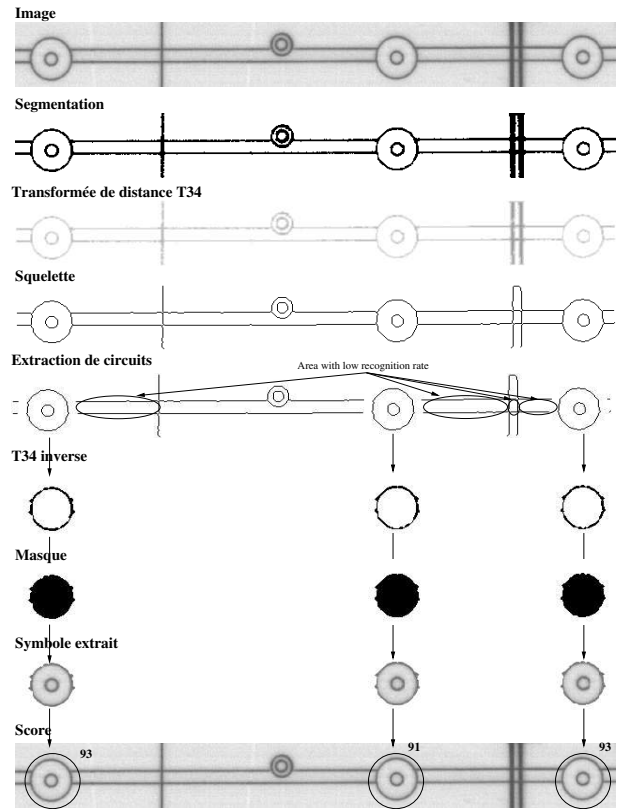 Image
Segmentation
Transformée de distance T34
Squelette
Extraction de circuits
Area with low recognition rate
T34 inverse
Masque
Symbole extrait
Score
93
91
93